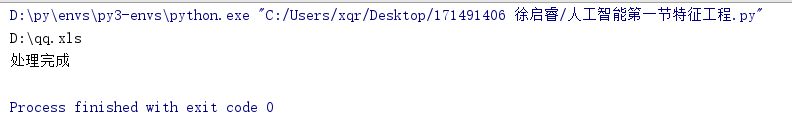 D:\py\envs\py3-envs\python.exe "C:/Users/xqr/Desktop/171491406 徐启睿/人工智能第一节特征工程.py"
D:\qq.xls
处理完成
Process finished with exit code 0